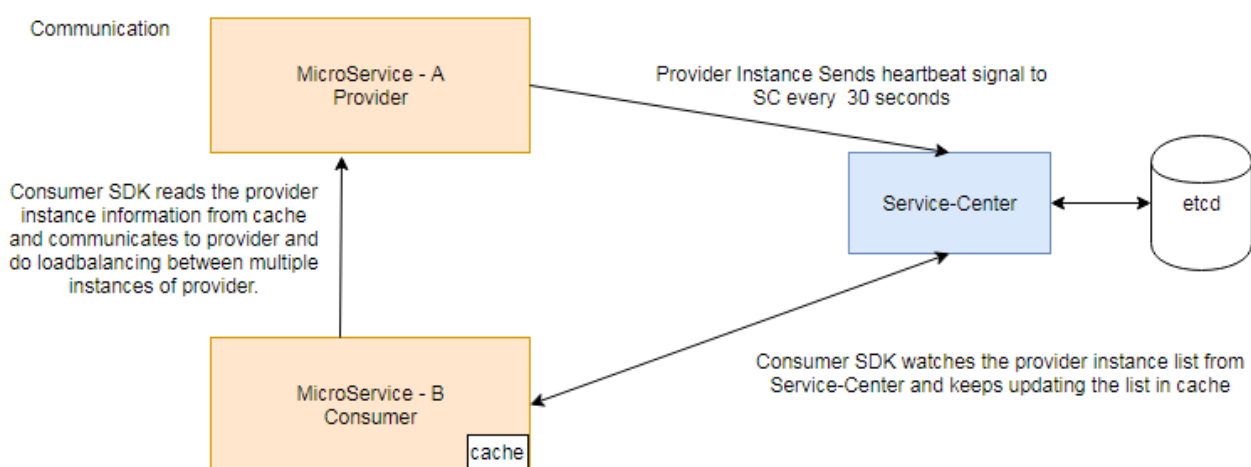 Communication
MicroService - A
Provider
Provider Instance Sends heartbeat signal to
SC every 30 seconds
Consumer SDK reads the provider
instance information from cache
and communicates to provider and
do loadbalancing between multiple
instances of provider.
Service-Center
etcd
MicroService - B
Consumer
cache
Consumer SDK watches the provider instance list from
Service-Center and keeps updating the list in cache